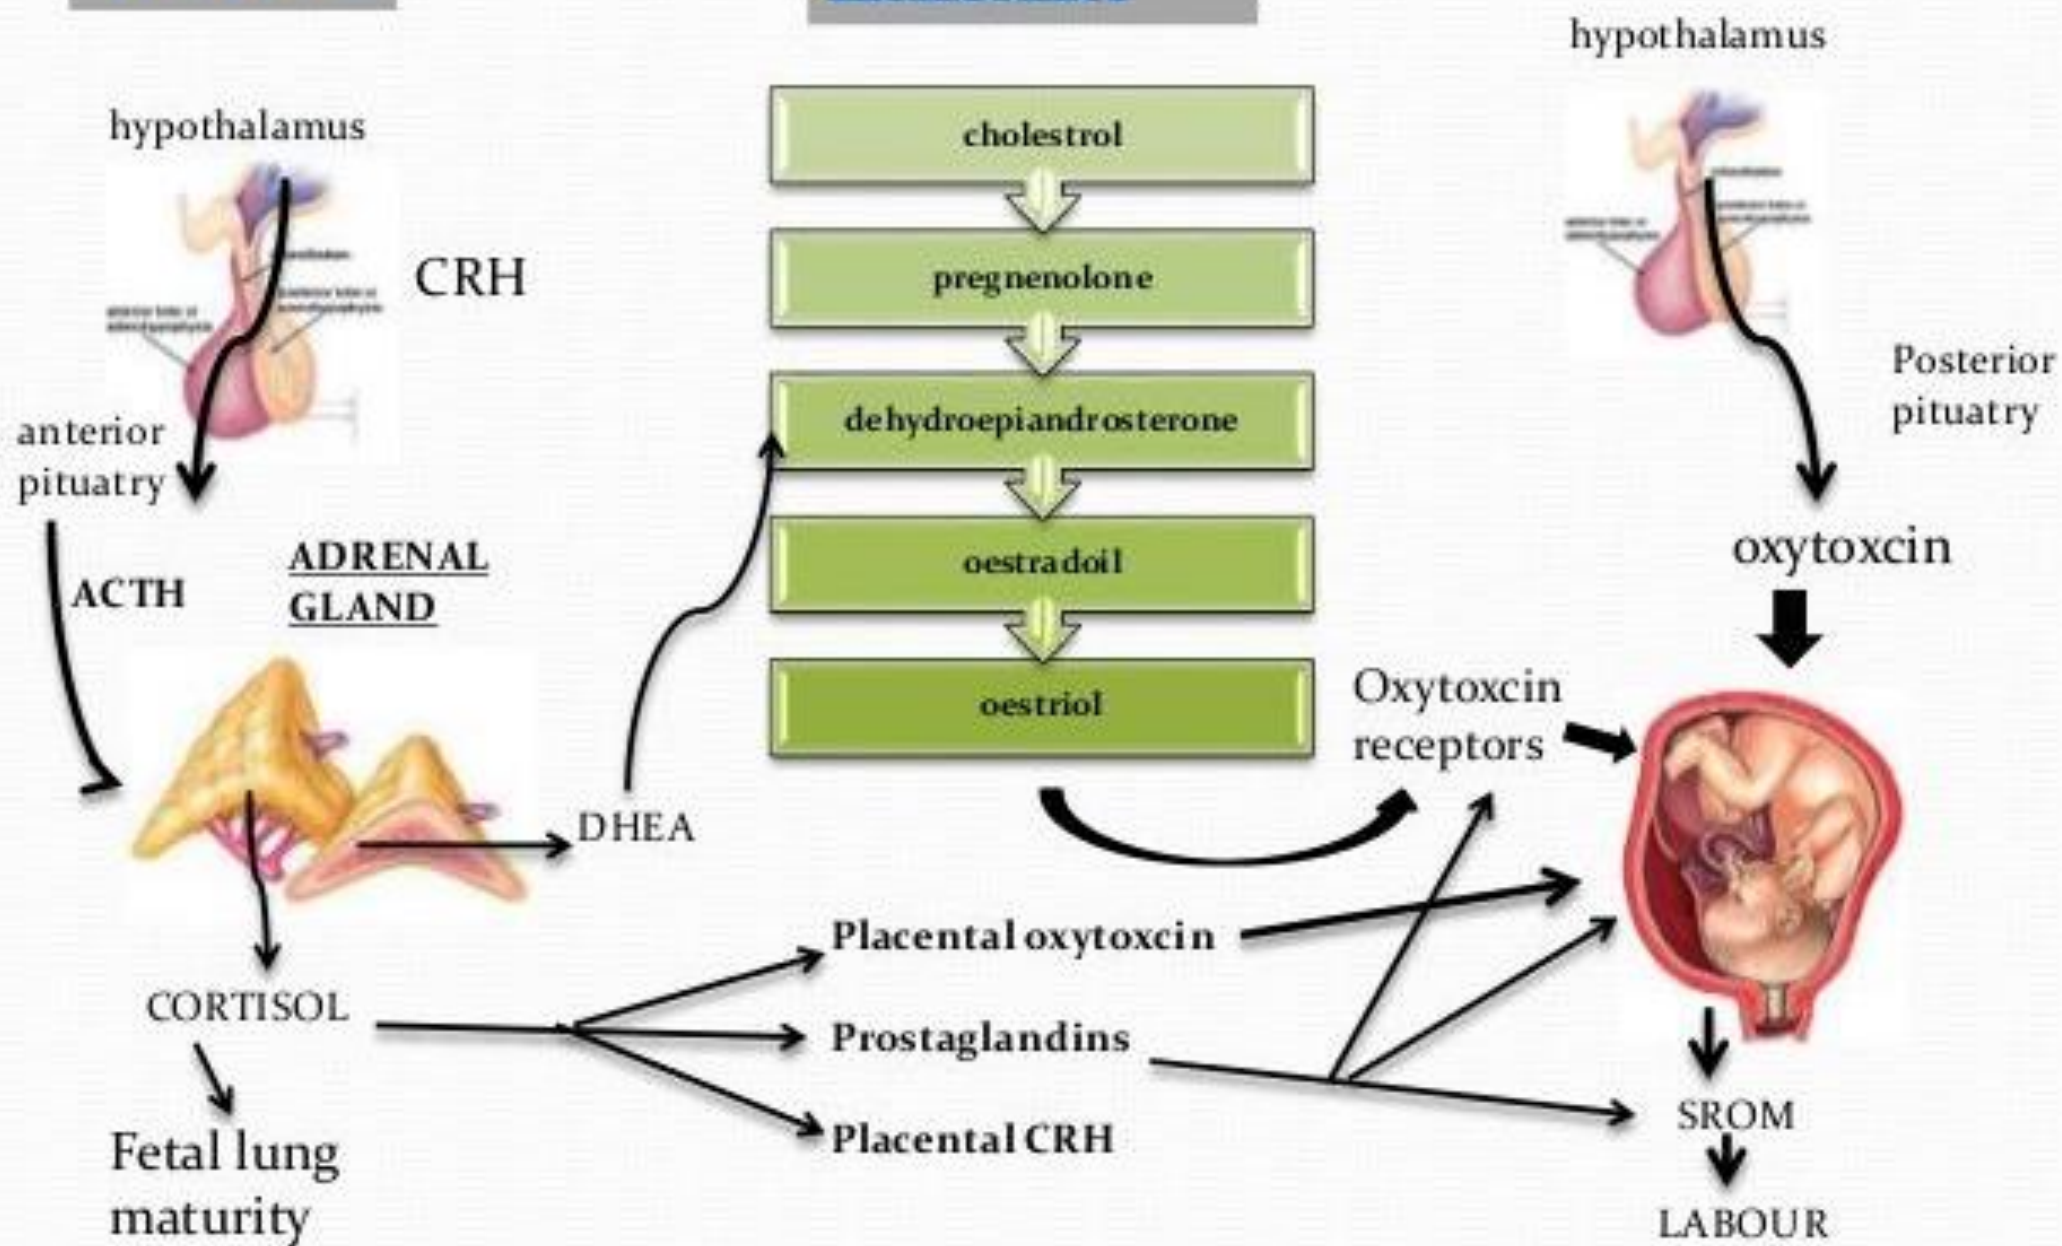 hypothalamus
CRH
anterior
pituatry
ACTH
ADRENAL
GLAND
DHEA
CORTISOL
Fetal lung
maturity
cholestrol
pregnenolone
dehydroepiandrosterone
oestradoil
oestriol
Placental oxytoxcin
Prostaglandins
Placental CRH
hypothalamus
Posterior
pituatry
oxytoxcin
Oxytoxcin
receptors
SROM
LABOUR